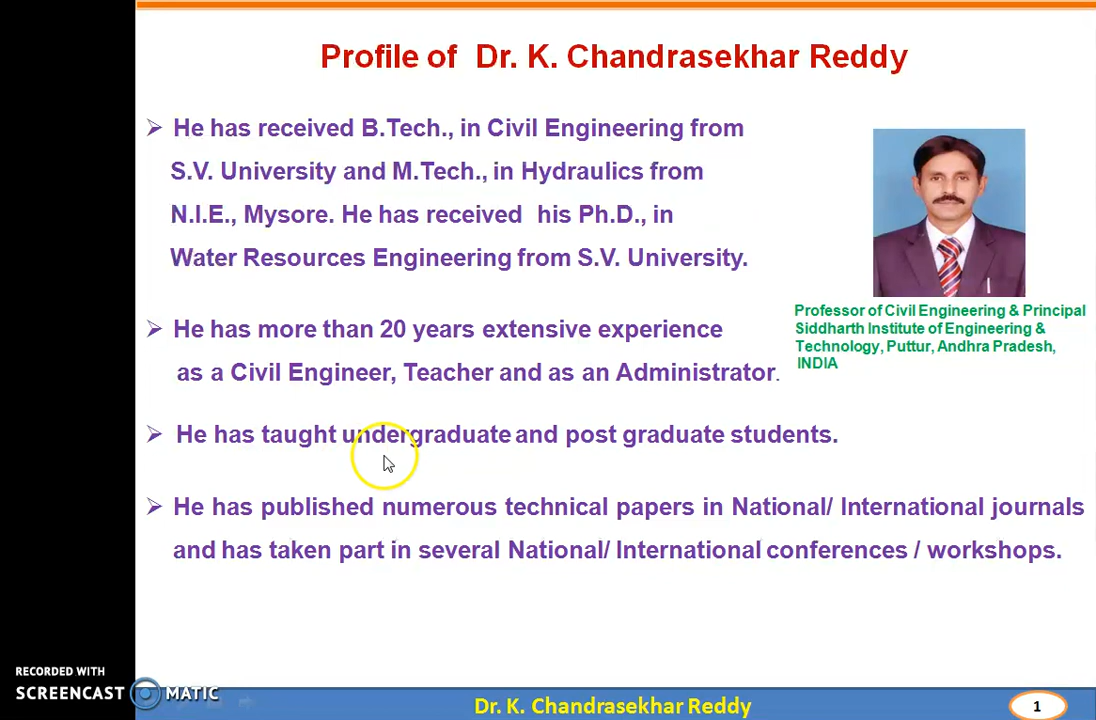 Profile of Dr. K. Chandrasekhar Reddy
➢ He has received B.Tech., in Civil Engineering from
S.V. University and M.Tech., in Hydraulics from
N.I.E., Mysore. He has received his Ph.D., in
Water Resources Engineering from S.V. University.
Professor of Civil Engineering & Principal
Siddharth Institute of Engineering &
Technology, Puttur, Andhra Pradesh,
INDIA
➢ He has more than 20 years extensive experience
as a Civil Engineer, Teacher and as an Administrator.
➢ He has taught undergraduate and post graduate students.
➢ He has published numerous technical papers in National/ International journals
and has taken part in several National/ International conferences / workshops.
RECORDED WITH
SCREENCAST MATIC
Dr. K. Chandrasekhar Reddy
1